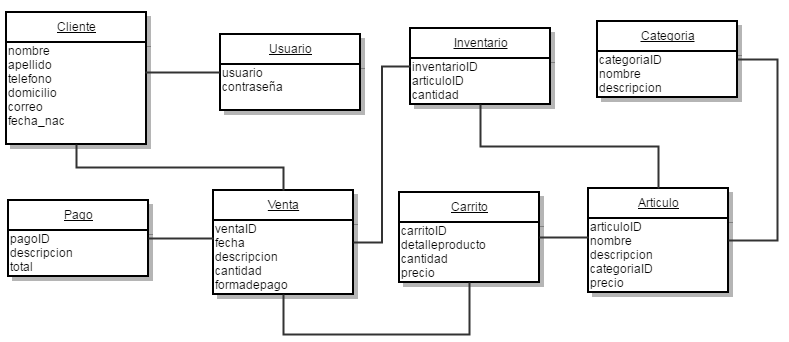 Cliente
nombre
apellido
telefono
domicilio
correo
fecha_nac
Usuario
usuario
contraseña
Inventario
inventarioID
articuloID
cantidad
Categoria
categoriaID
nombre
descripcion
Pago
pagoID
descripcion
total
Venta
ventaID
fecha
descripcion
cantidad
formadepago
Carrito
carritoID
detalleproducto
cantidad
precio
Articulo
articuloID
nombre
descripcion
categoriaID
precio